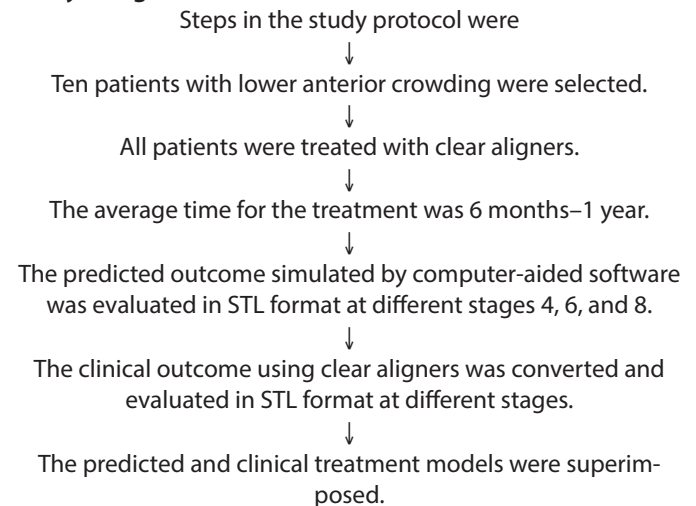 Steps in the study protocol were
↓
Ten patients with lower anterior crowding were selected.
↓
All patients were treated with clear aligners.
↓
The average time for the treatment was 6 months–1 year.
↓
The predicted outcome simulated by computer-aided software
was evaluated in STL format at different stages 4, 6, and 8.
↓
The clinical outcome using clear aligners was converted and
evaluated in STL format at different stages.
↓
The predicted and clinical treatment models were superim-
posed.